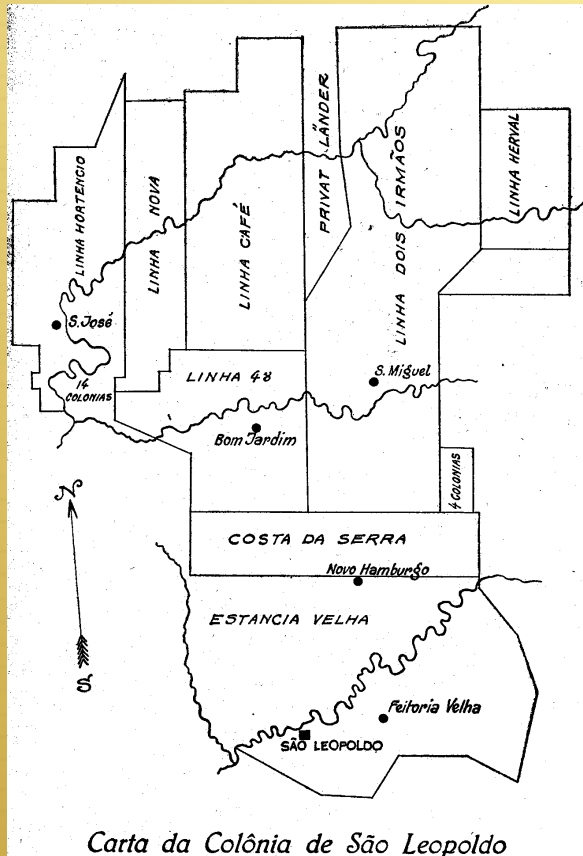 PRIVAT LÄNDER
LINHA HORTENCIO
LINHA NOVA
LINHA CAFÉ
LINHA DOIS IRMÃOS
LINHA HERVAL
S. José
14
COLONIAS
LINHA 48
S. Miguel
Bom Jardim
4 COLONIAS
N
S
COSTA DA SERRA
Novo Hamburgo
ESTANCIA VELHA
Feitoria Velha
SÃO LEOPOLDO
Carta da Colônia de São Leopoldo